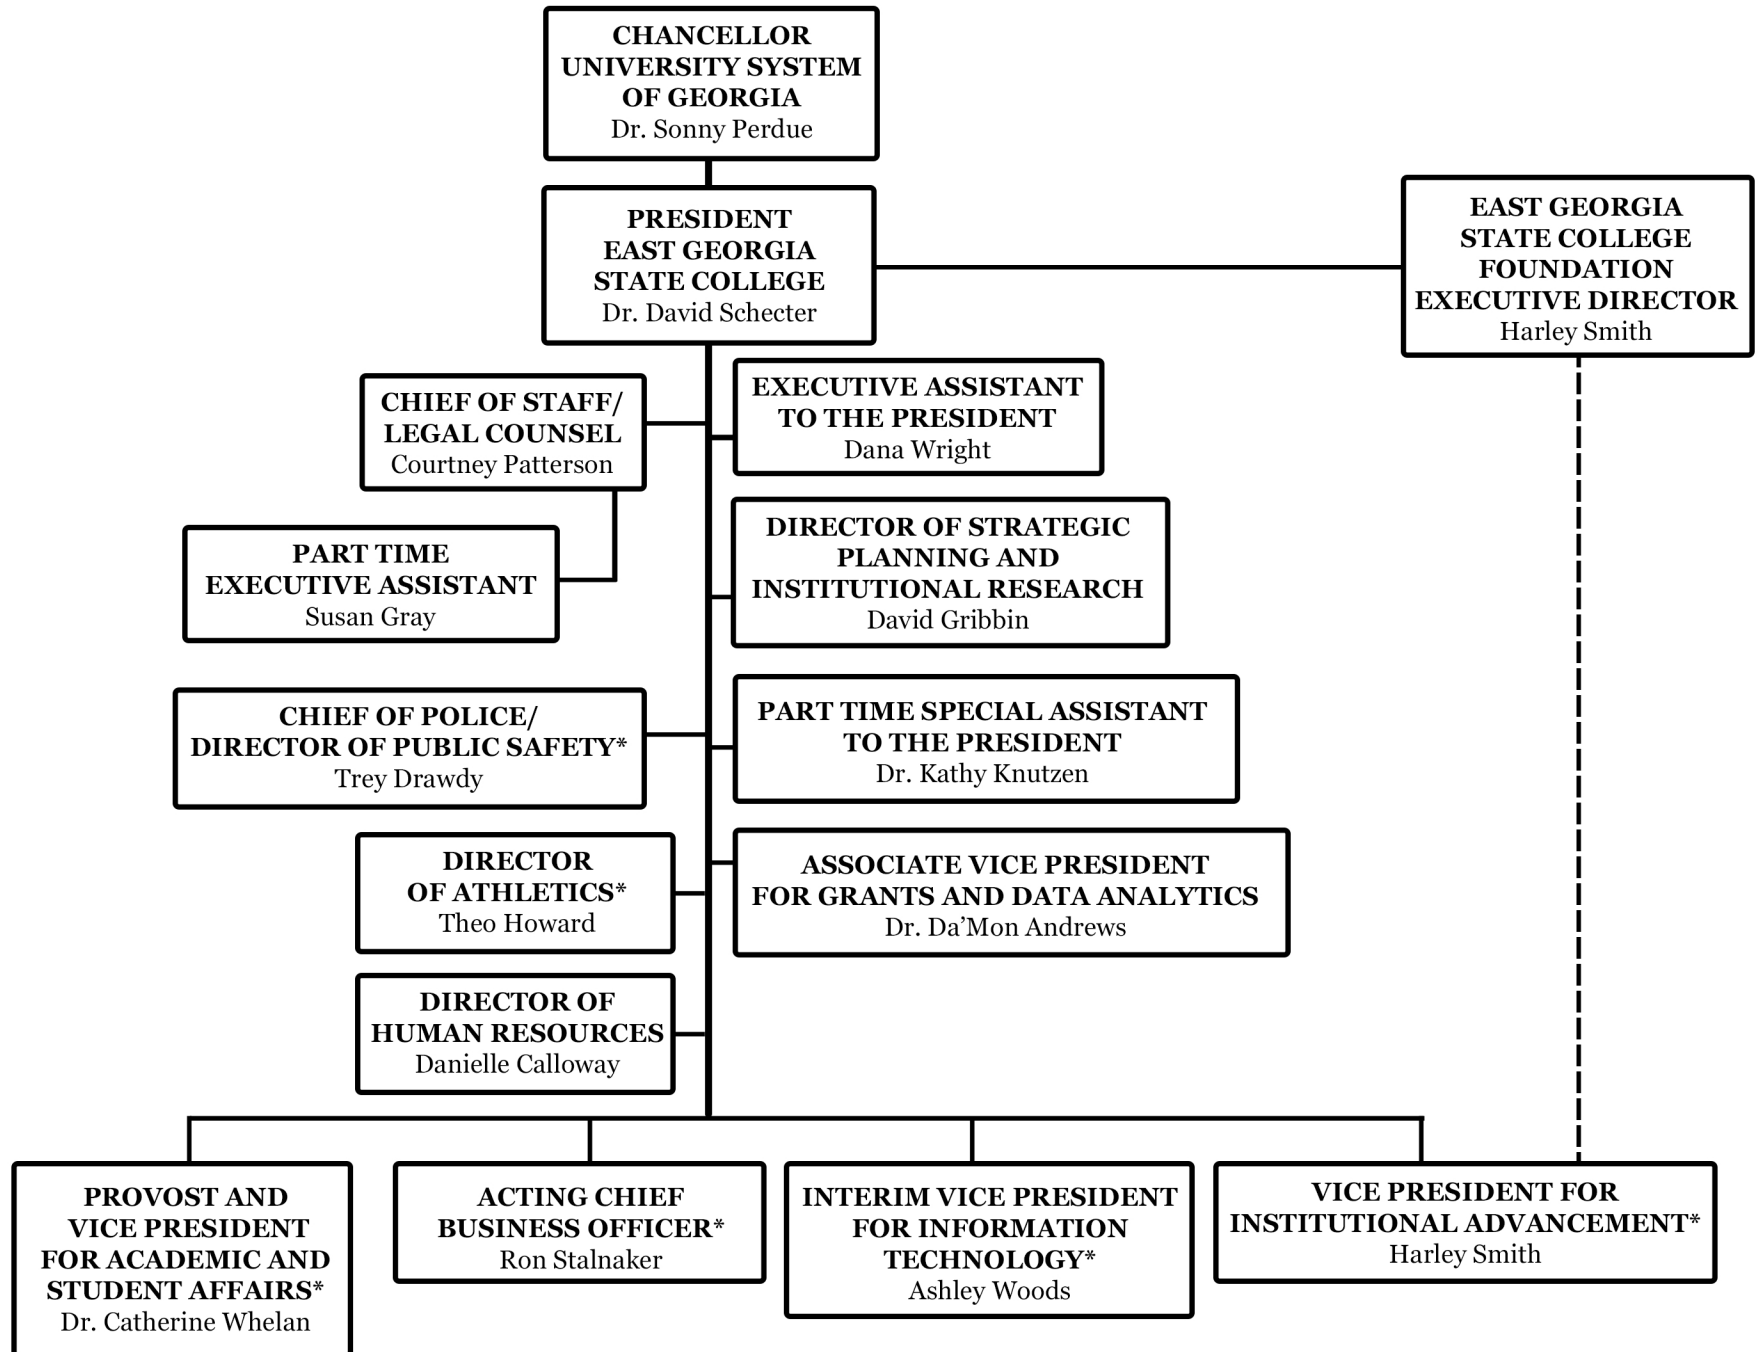 CHANCELLOR
UNIVERSITY SYSTEM
OF GEORGIA
Dr. Sonny Perdue
PRESIDENT
EAST GEORGIA
STATE COLLEGE
Dr. David Schecter
EAST GEORGIA
STATE COLLEGE
FOUNDATION
EXECUTIVE DIRECTOR
Harley Smith
CHIEF OF STAFF/
LEGAL COUNSEL
Courtney Patterson
EXECUTIVE ASSISTANT
TO THE PRESIDENT
Dana Wright
PART TIME
EXECUTIVE ASSISTANT
Susan Gray
DIRECTOR OF STRATEGIC
PLANNING AND
INSTITUTIONAL RESEARCH
David Gribbin
CHIEF OF POLICE/
DIRECTOR OF PUBLIC SAFETY*
Trey Drawdy
PART TIME SPECIAL ASSISTANT
TO THE PRESIDENT
Dr. Kathy Knutzen
DIRECTOR
OF ATHLETICS*
Theo Howard
ASSOCIATE VICE PRESIDENT
FOR GRANTS AND DATA ANALYTICS
Dr. Da’Mon Andrews
DIRECTOR OF
HUMAN RESOURCES
Danielle Calloway
PROVOST AND
VICE PRESIDENT
FOR ACADEMIC AND
STUDENT AFFAIRS*
Dr. Catherine Whelan
ACTING CHIEF
BUSINESS OFFICER*
Ron Stalnaker
INTERIM VICE PRESIDENT
FOR INFORMATION
TECHNOLOGY*
Ashley Woods
VICE PRESIDENT FOR
INSTITUTIONAL ADVANCEMENT*
Harley Smith